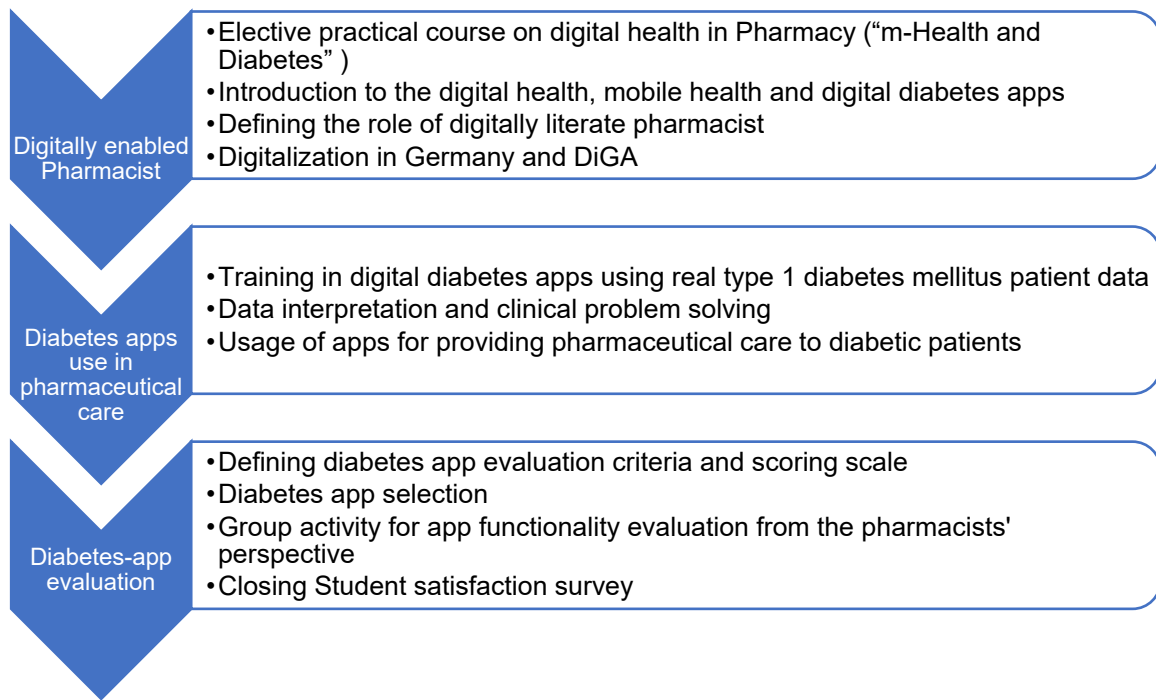 Digitally enabled
Pharmacist
•Elective practical course on digital health in Pharmacy (“m-Health and
Diabetes” )
•Introduction to the digital health, mobile health and digital diabetes apps
•Defining the role of digitally literate pharmacist
•Digitalization in Germany and DiGA
Diabetes apps
use in
pharmaceutical
care
•Training in digital diabetes apps using real type 1 diabetes mellitus patient data
•Data interpretation and clinical problem solving
•Usage of apps for providing pharmaceutical care to diabetic patients
Diabetes-app
evaluation
•Defining diabetes app evaluation criteria and scoring scale
•Diabetes app selection
•Group activity for app functionality evaluation from the pharmacists'
perspective
•Closing Student satisfaction survey